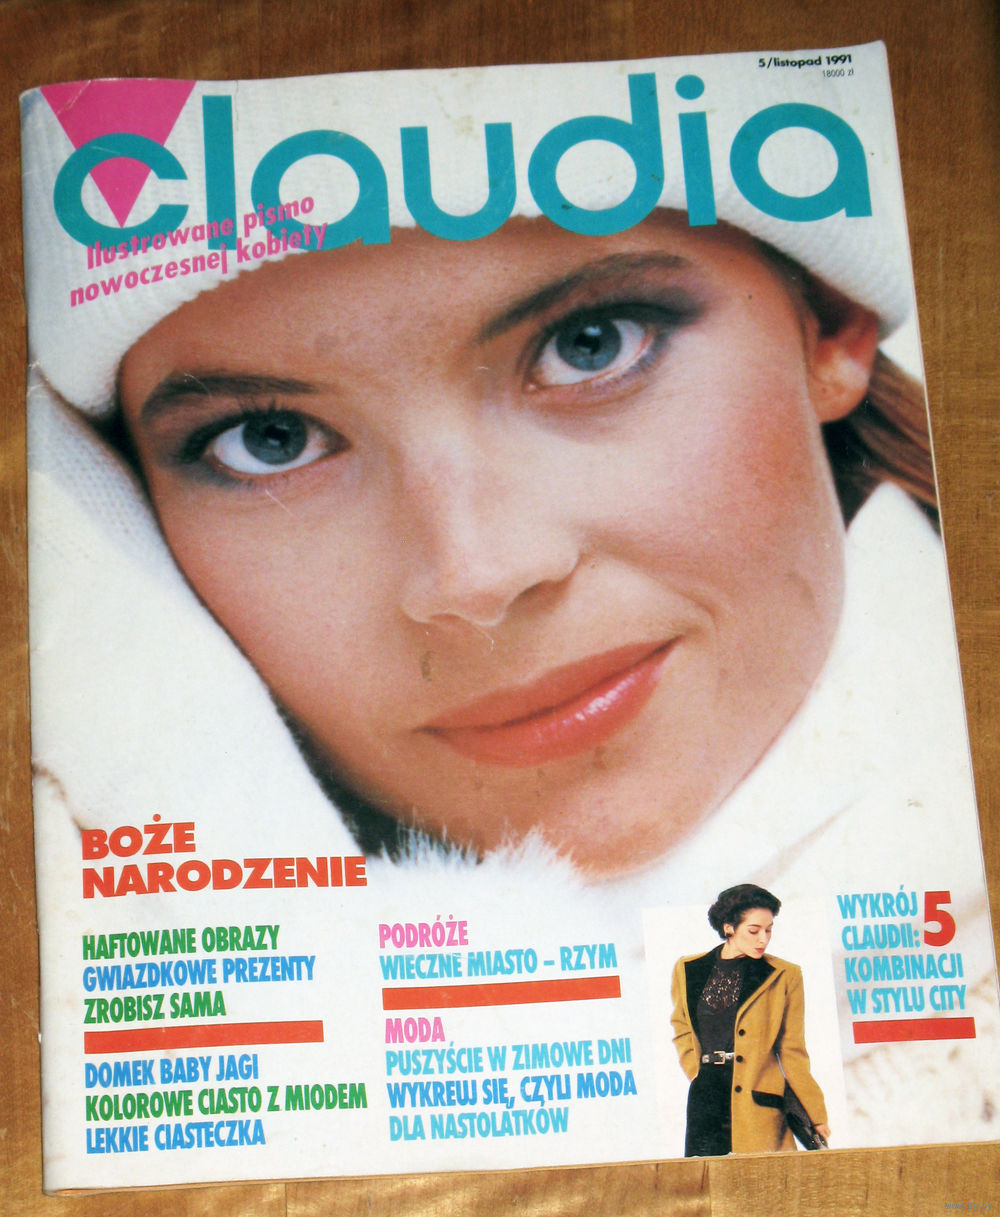 5/listopad 1991
18000 zł
claudia
Ilustrowane pismo
nowoczesnej kobiety
BOŻE
NARODZENIE
HAFTOWANE OBRAZY
GWIAZDKOWE PREZENTY
ZROBISZ SAMA
DOMEK BABY JAGI
KOLOROWE CIASTO Z MIODEM
LEKKIE CIASTECZKA
PODRÓŻE
WIECZNE MIASTO – RZYM
MODA
PUSZYŚCIE W ZIMOWE DNI
WYKREUJ SIĘ, CZYLI MODA
DLA NASTOLATKÓW
WYKRÓJ 5
CLAUDII:
KOMBINACJI
W STYLU CITY